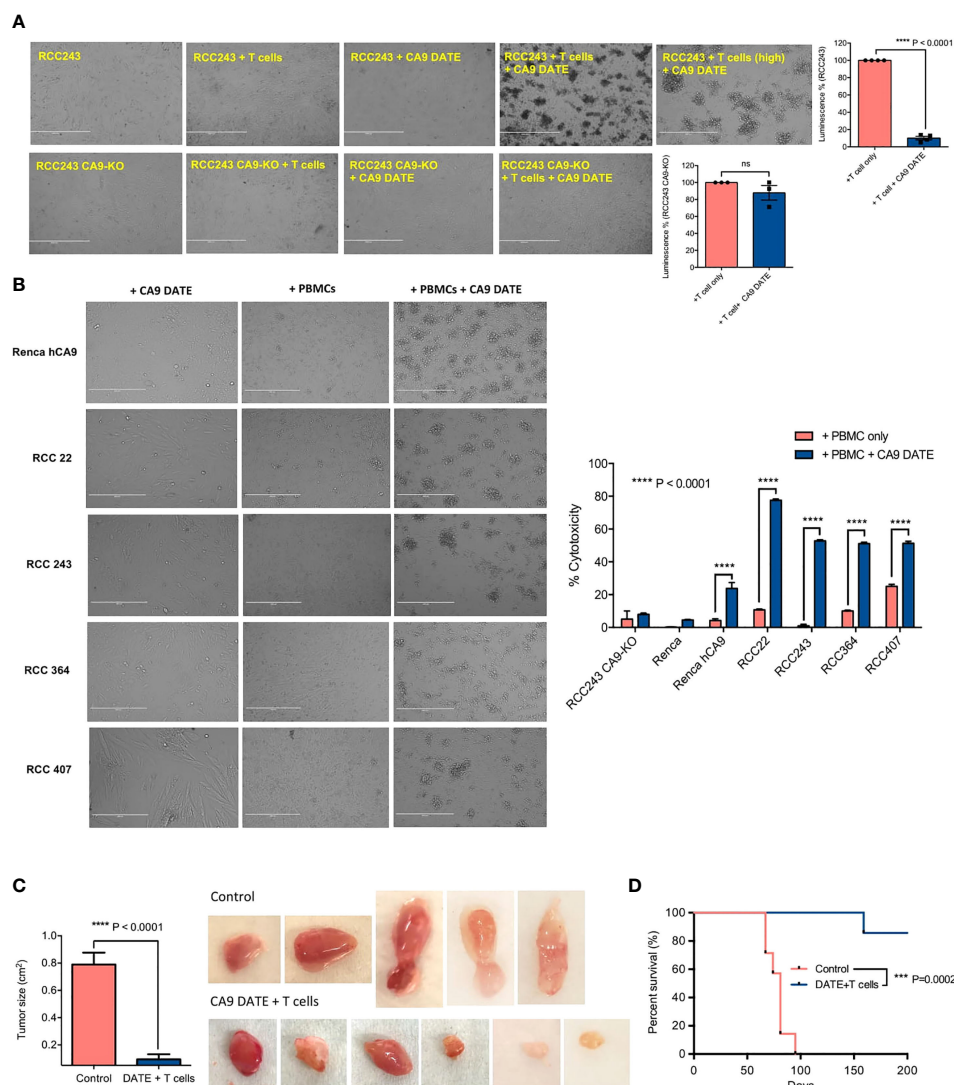 A
RCC243
RCC243 + T cells
RCC243 + CA9 DATE
RCC243 + T cells
+ CA9 DATE
RCC243 + T cells (high)
+ CA9 DATE
Luminescence % (RCC243)
100
80
60
40
20
0
**** P < 0.0001
+T cell only
+ T cell + CA9 DATE
RCC243 CA9-KO
RCC243 CA9-KO + T cells
RCC243 CA9-KO
+ CA9 DATE
RCC243 CA9-KO
+ T cells + CA9 DATE
Luminescence % (RCC243 CA9-KO)
120
100
80
60
40
20
0
ns
+T cell only
+ T cell+ CA9 DATE
B
+ CA9 DATE
+ PBMCs
+ PBMCs + CA9 DATE
Renca hCA9
RCC 22
RCC 243
RCC 364
RCC 407
+ PBMC only
+ PBMC + CA9 DATE
% Cytotoxicity
100
80
60
40
20
0
**** P < 0.0001
****
****
****
****
****
RCC243 CA9-KO
Renca
Renca hCA9
RCC22
RCC243
RCC364
RCC407
C
Tumor size (cm²)
1.0
0.8
0.6
0.4
0.2
**** P < 0.0001
Control
DATE + T cells
Control
CA9 DATE + T cells
D
Percent survival (%)
100
80
60
40
20
0
Control
DATE+T cells
*** P=0.0002
0
50
100
150
200
Days